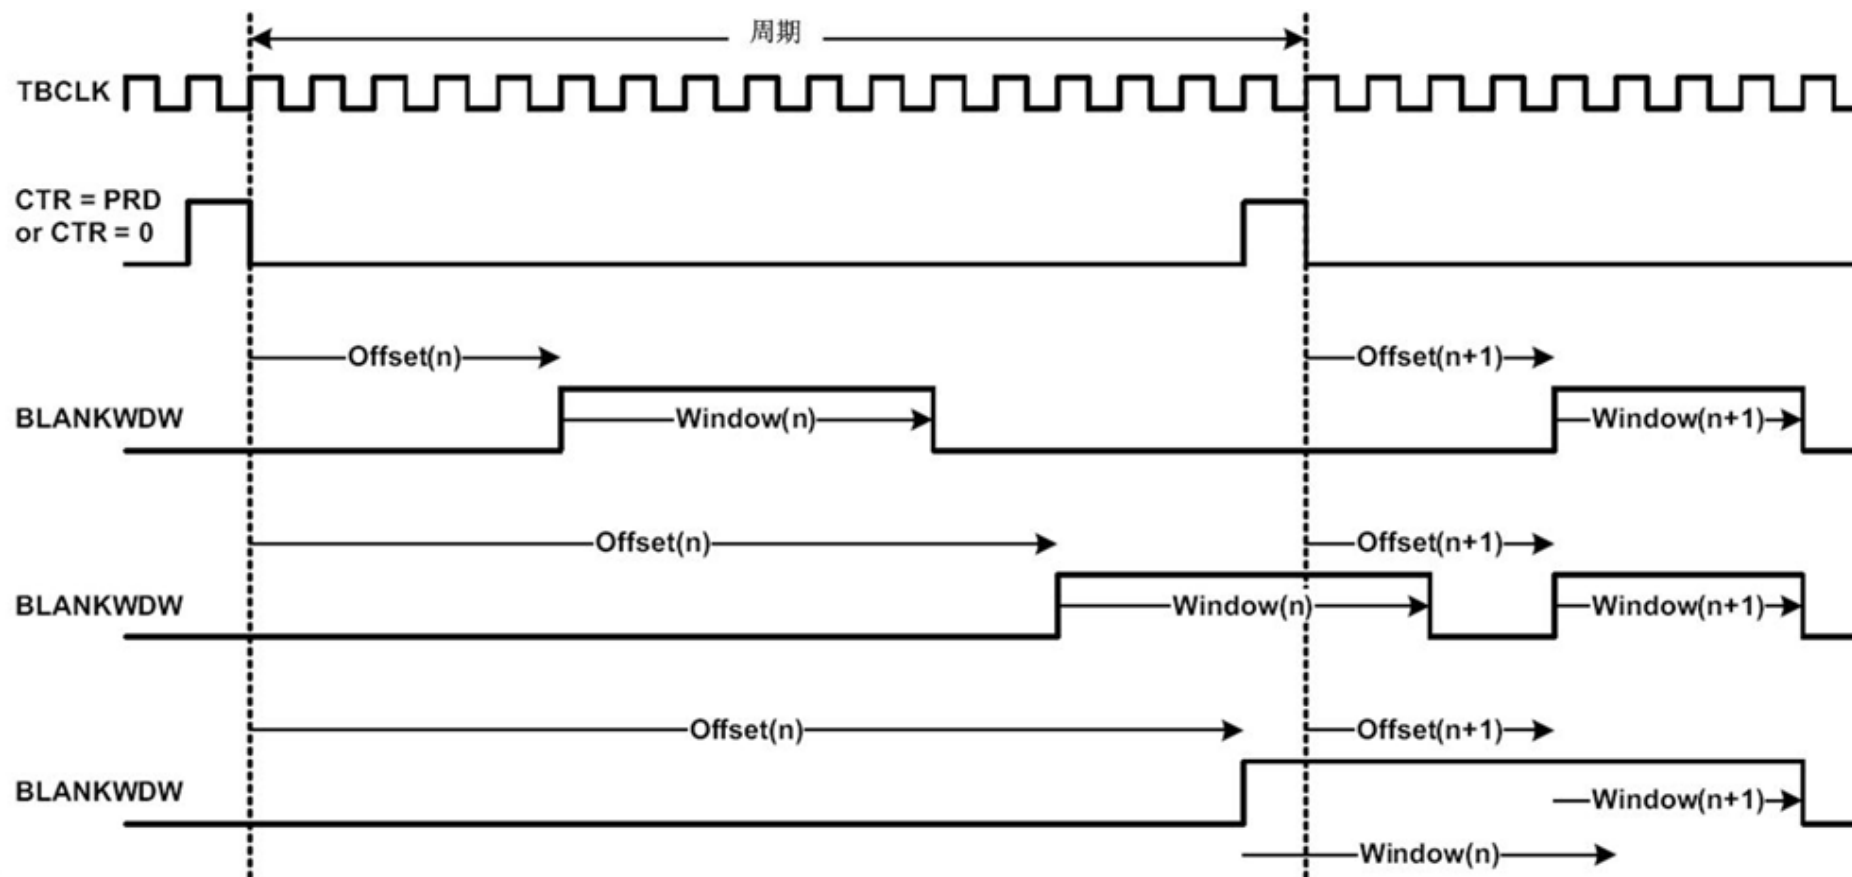 周期
TBCLK
CTR = PRD
or CTR = 0
Offset(n)
Offset(n+1)
BLANKWDW
Window(n)
Window(n+1)
Offset(n)
Offset(n+1)
BLANKWDW
Window(n)
Window(n+1)
Offset(n)
Offset(n+1)
BLANKWDW
Window(n+1)
Window(n)